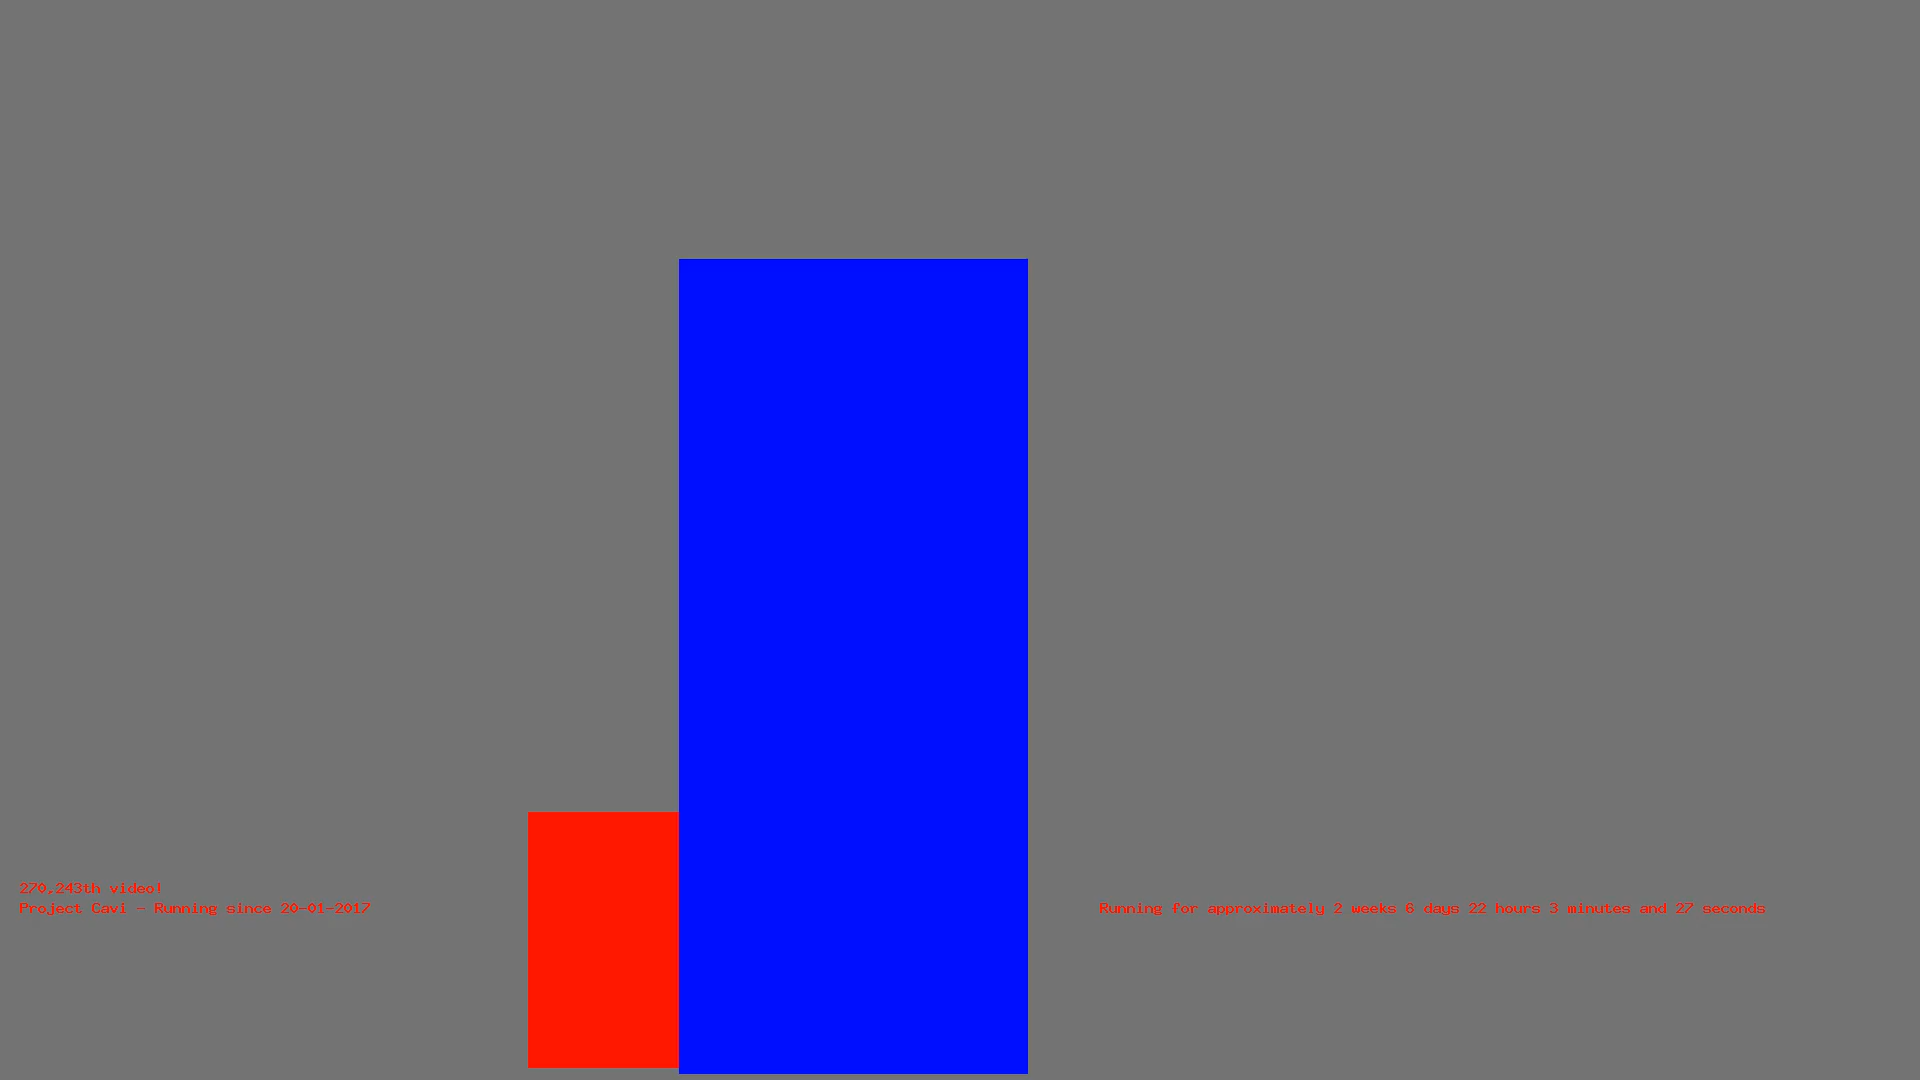 270,243th video!
Project Cavi - Running since 20-01-2017
Running for approximately 2 weeks 6 days 22 hours 3 minutes and 27 seconds